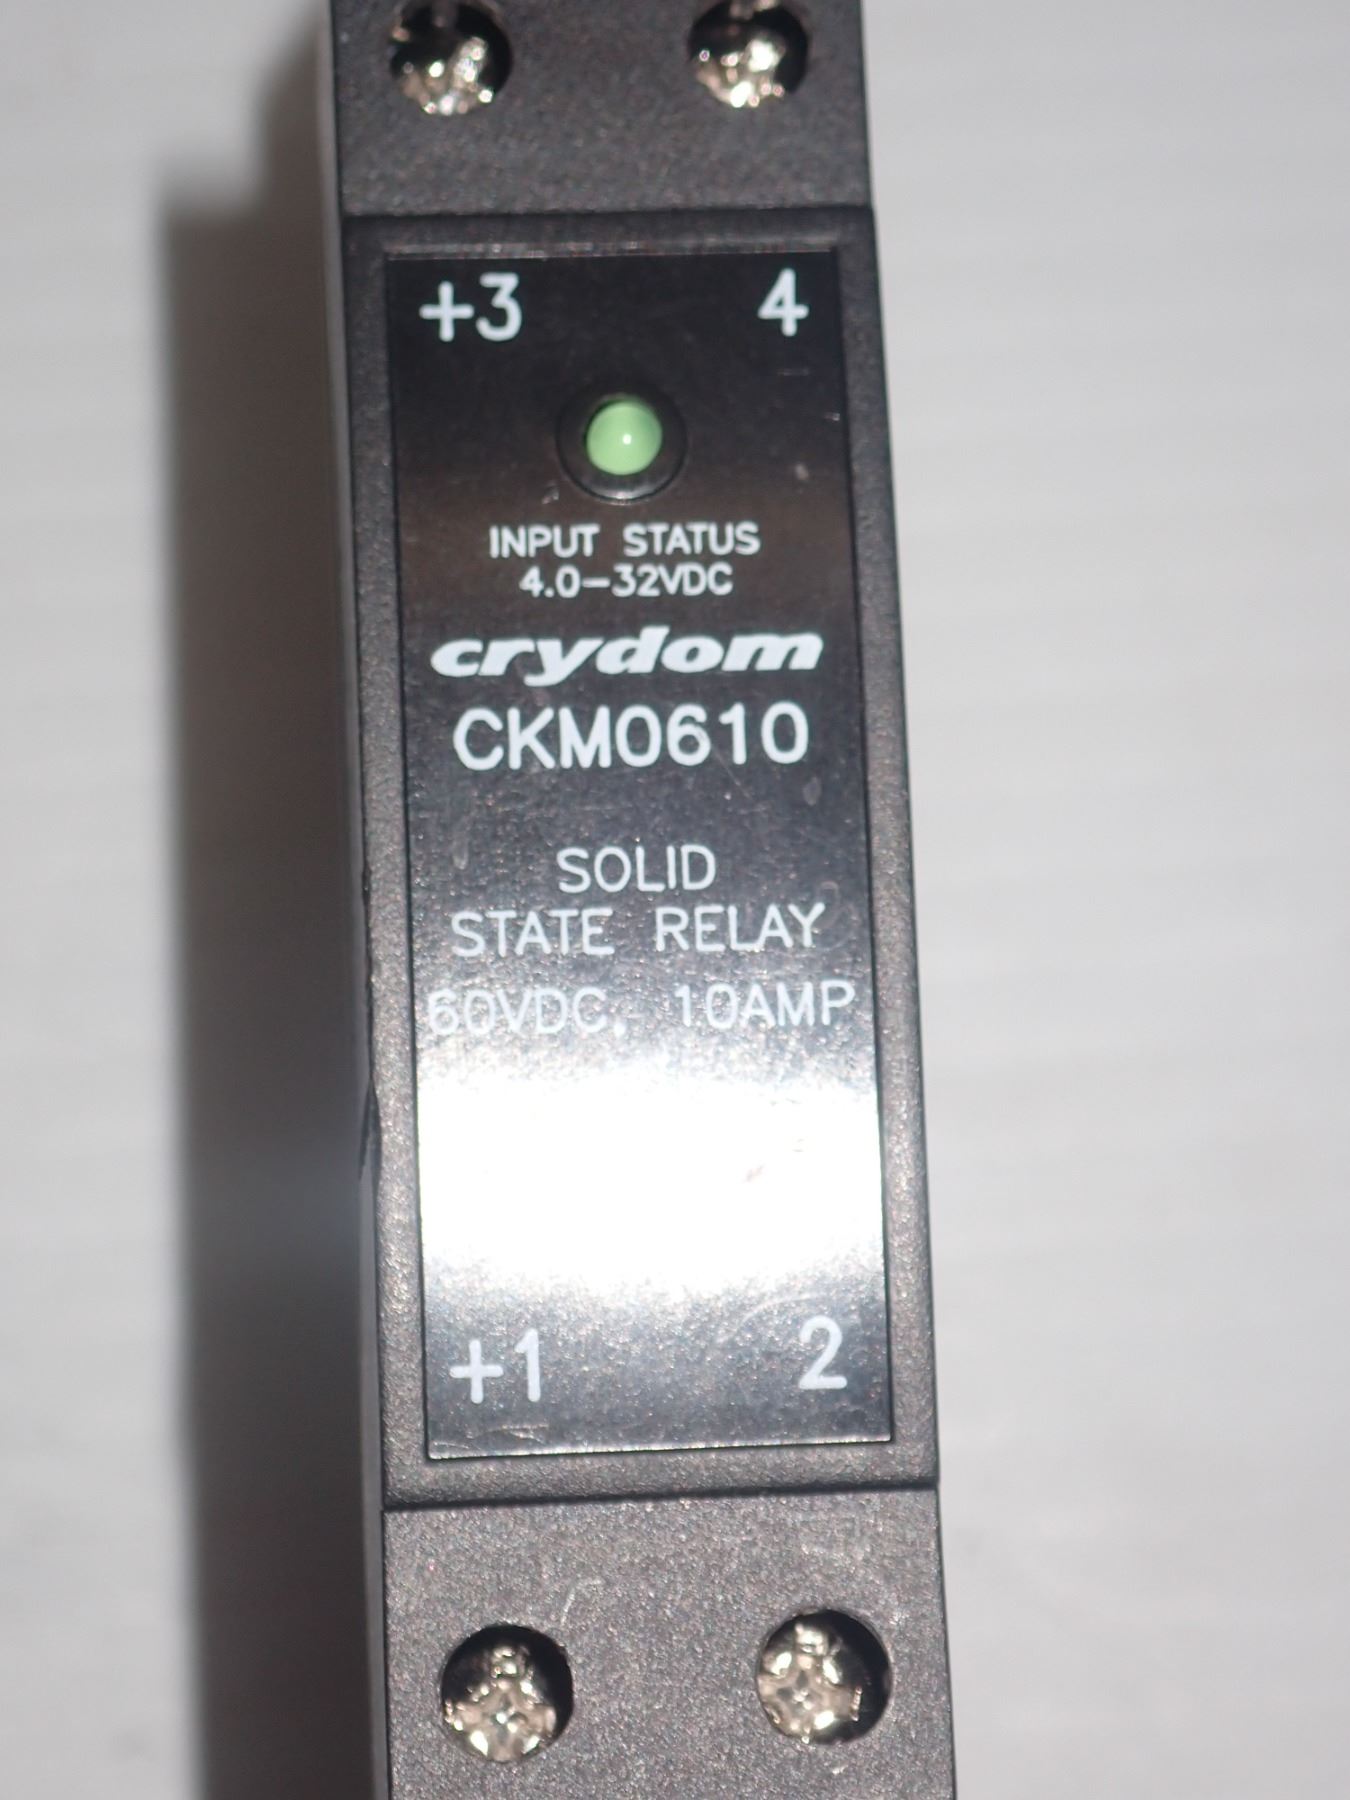 +3 4
INPUT STATUS
4.0-32VDC
crydom
CKM0610
SOLID
STATE RELAY
60VDC, 10AMP
+1 2